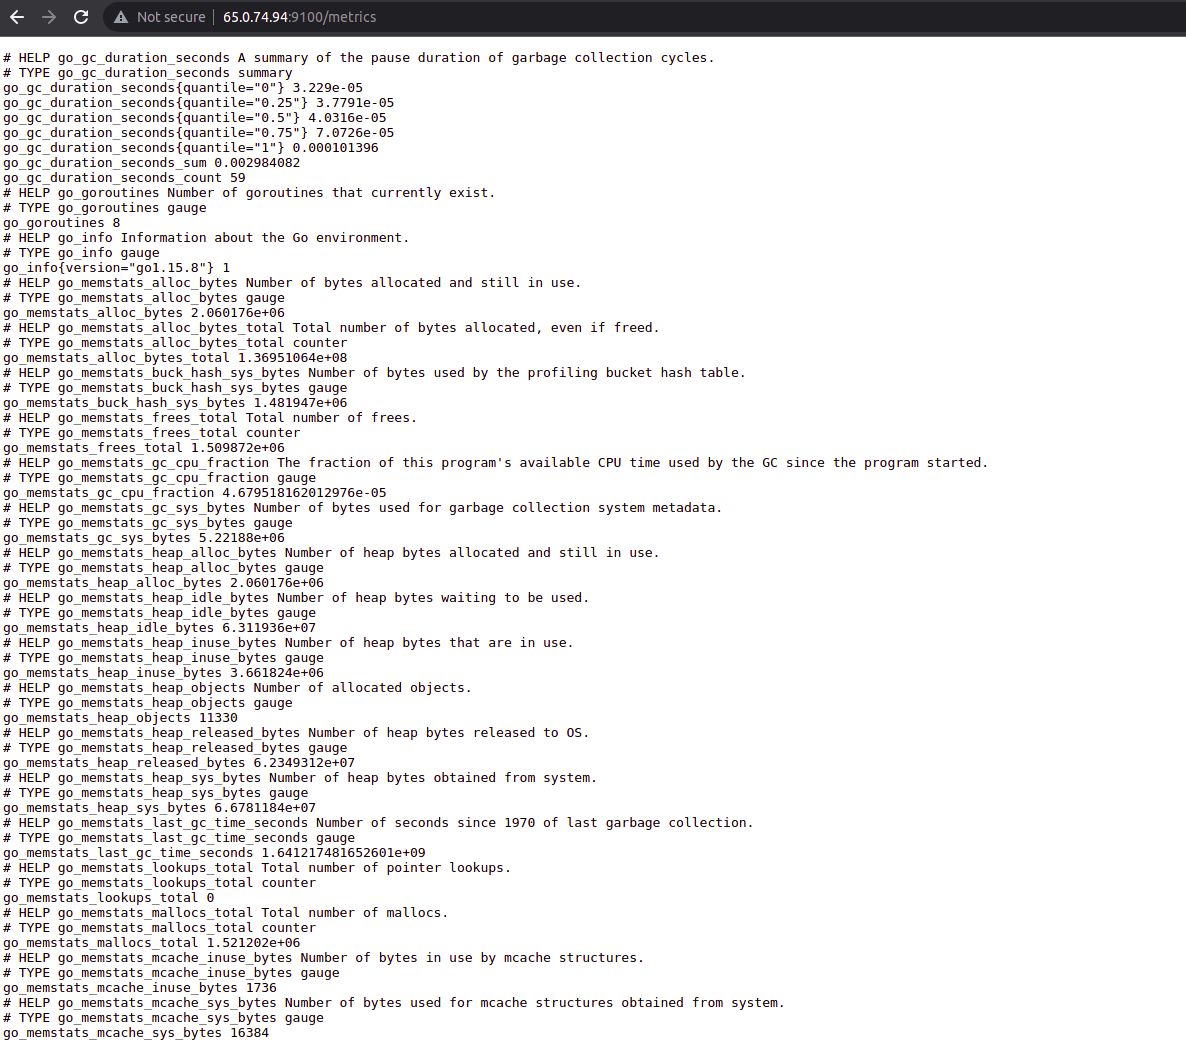 Not secure | 65.0.74.94:9100/metrics
# HELP go_gc_duration_seconds A summary of the pause duration of garbage collection cycles.
# TYPE go_gc_duration_seconds summary
go_gc_duration_seconds{quantile="0"} 3.229e-05
go_gc_duration_seconds{quantile="0.25"} 3.7791e-05
go_gc_duration_seconds{quantile="0.5"} 4.0316e-05
go_gc_duration_seconds{quantile="0.75"} 7.0726e-05
go_gc_duration_seconds{quantile="1"} 0.000101396
go_gc_duration_seconds_sum 0.002984082
go_gc_duration_seconds_count 59
# HELP go_goroutines Number of goroutines that currently exist.
# TYPE go_goroutines gauge
go_goroutines 8
# HELP go_info Information about the Go environment.
# TYPE go_info gauge
go_info{version="go1.15.8"} 1
# HELP go_memstats_alloc_bytes Number of bytes allocated and still in use.
# TYPE go_memstats_alloc_bytes gauge
go_memstats_alloc_bytes 2.060176e+06
# HELP go_memstats_alloc_bytes_total Total number of bytes allocated, even if freed.
# TYPE go_memstats_alloc_bytes_total counter
go_memstats_alloc_bytes_total 1.36951064e+08
# HELP go_memstats_buck_hash_sys_bytes Number of bytes used by the profiling bucket hash table.
# TYPE go_memstats_buck_hash_sys_bytes gauge
go_memstats_buck_hash_sys_bytes 1.481947e+06
# HELP go_memstats_frees_total Total number of frees.
# TYPE go_memstats_frees_total counter
go_memstats_frees_total 1.509872e+06
# HELP go_memstats_gc_cpu_fraction The fraction of this program's available CPU time used by the GC since the program started.
# TYPE go_memstats_gc_cpu_fraction gauge
go_memstats_gc_cpu_fraction 4.679518162012976e-05
# HELP go_memstats_gc_sys_bytes Number of bytes used for garbage collection system metadata.
# TYPE go_memstats_gc_sys_bytes gauge
go_memstats_gc_sys_bytes 5.22188e+06
# HELP go_memstats_heap_alloc_bytes Number of heap bytes allocated and still in use.
# TYPE go_memstats_heap_alloc_bytes gauge
go_memstats_heap_alloc_bytes 2.060176e+06
# HELP go_memstats_heap_idle_bytes Number of heap bytes waiting to be used.
# TYPE go_memstats_heap_idle_bytes gauge
go_memstats_heap_idle_bytes 6.311936e+07
# HELP go_memstats_heap_inuse_bytes Number of heap bytes that are in use.
# TYPE go_memstats_heap_inuse_bytes gauge
go_memstats_heap_inuse_bytes 3.661824e+06
# HELP go_memstats_heap_objects Number of allocated objects.
# TYPE go_memstats_heap_objects gauge
go_memstats_heap_objects 11330
# HELP go_memstats_heap_released_bytes Number of heap bytes released to OS.
# TYPE go_memstats_heap_released_bytes gauge
go_memstats_heap_released_bytes 6.2349312e+07
# HELP go_memstats_heap_sys_bytes Number of heap bytes obtained from system.
# TYPE go_memstats_heap_sys_bytes gauge
go_memstats_heap_sys_bytes 6.6781184e+07
# HELP go_memstats_last_gc_time_seconds Number of seconds since 1970 of last garbage collection.
# TYPE go_memstats_last_gc_time_seconds gauge
go_memstats_last_gc_time_seconds 1.641217481652601e+09
# HELP go_memstats_lookups_total Total number of pointer lookups.
# TYPE go_memstats_lookups_total counter
go_memstats_lookups_total 0
# HELP go_memstats_mallocs_total Total number of mallocs.
# TYPE go_memstats_mallocs_total counter
go_memstats_mallocs_total 1.521202e+06
# HELP go_memstats_mcache_inuse_bytes Number of bytes in use by mcache structures.
# TYPE go_memstats_mcache_inuse_bytes gauge
go_memstats_mcache_inuse_bytes 1736
# HELP go_memstats_mcache_sys_bytes Number of bytes used for mcache structures obtained from system.
# TYPE go_memstats_mcache_sys_bytes gauge
go_memstats_mcache_sys_bytes 16384